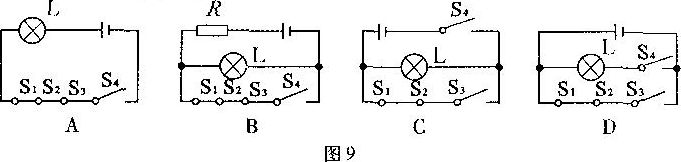 L
S₁ S₂ S₃ S₄
A
R
L
S₁ S₂ S₃ S₄
B
S₄
L
S₁ S₂ S₃
C
L S₄
S₁ S₂ S₃
D
图9